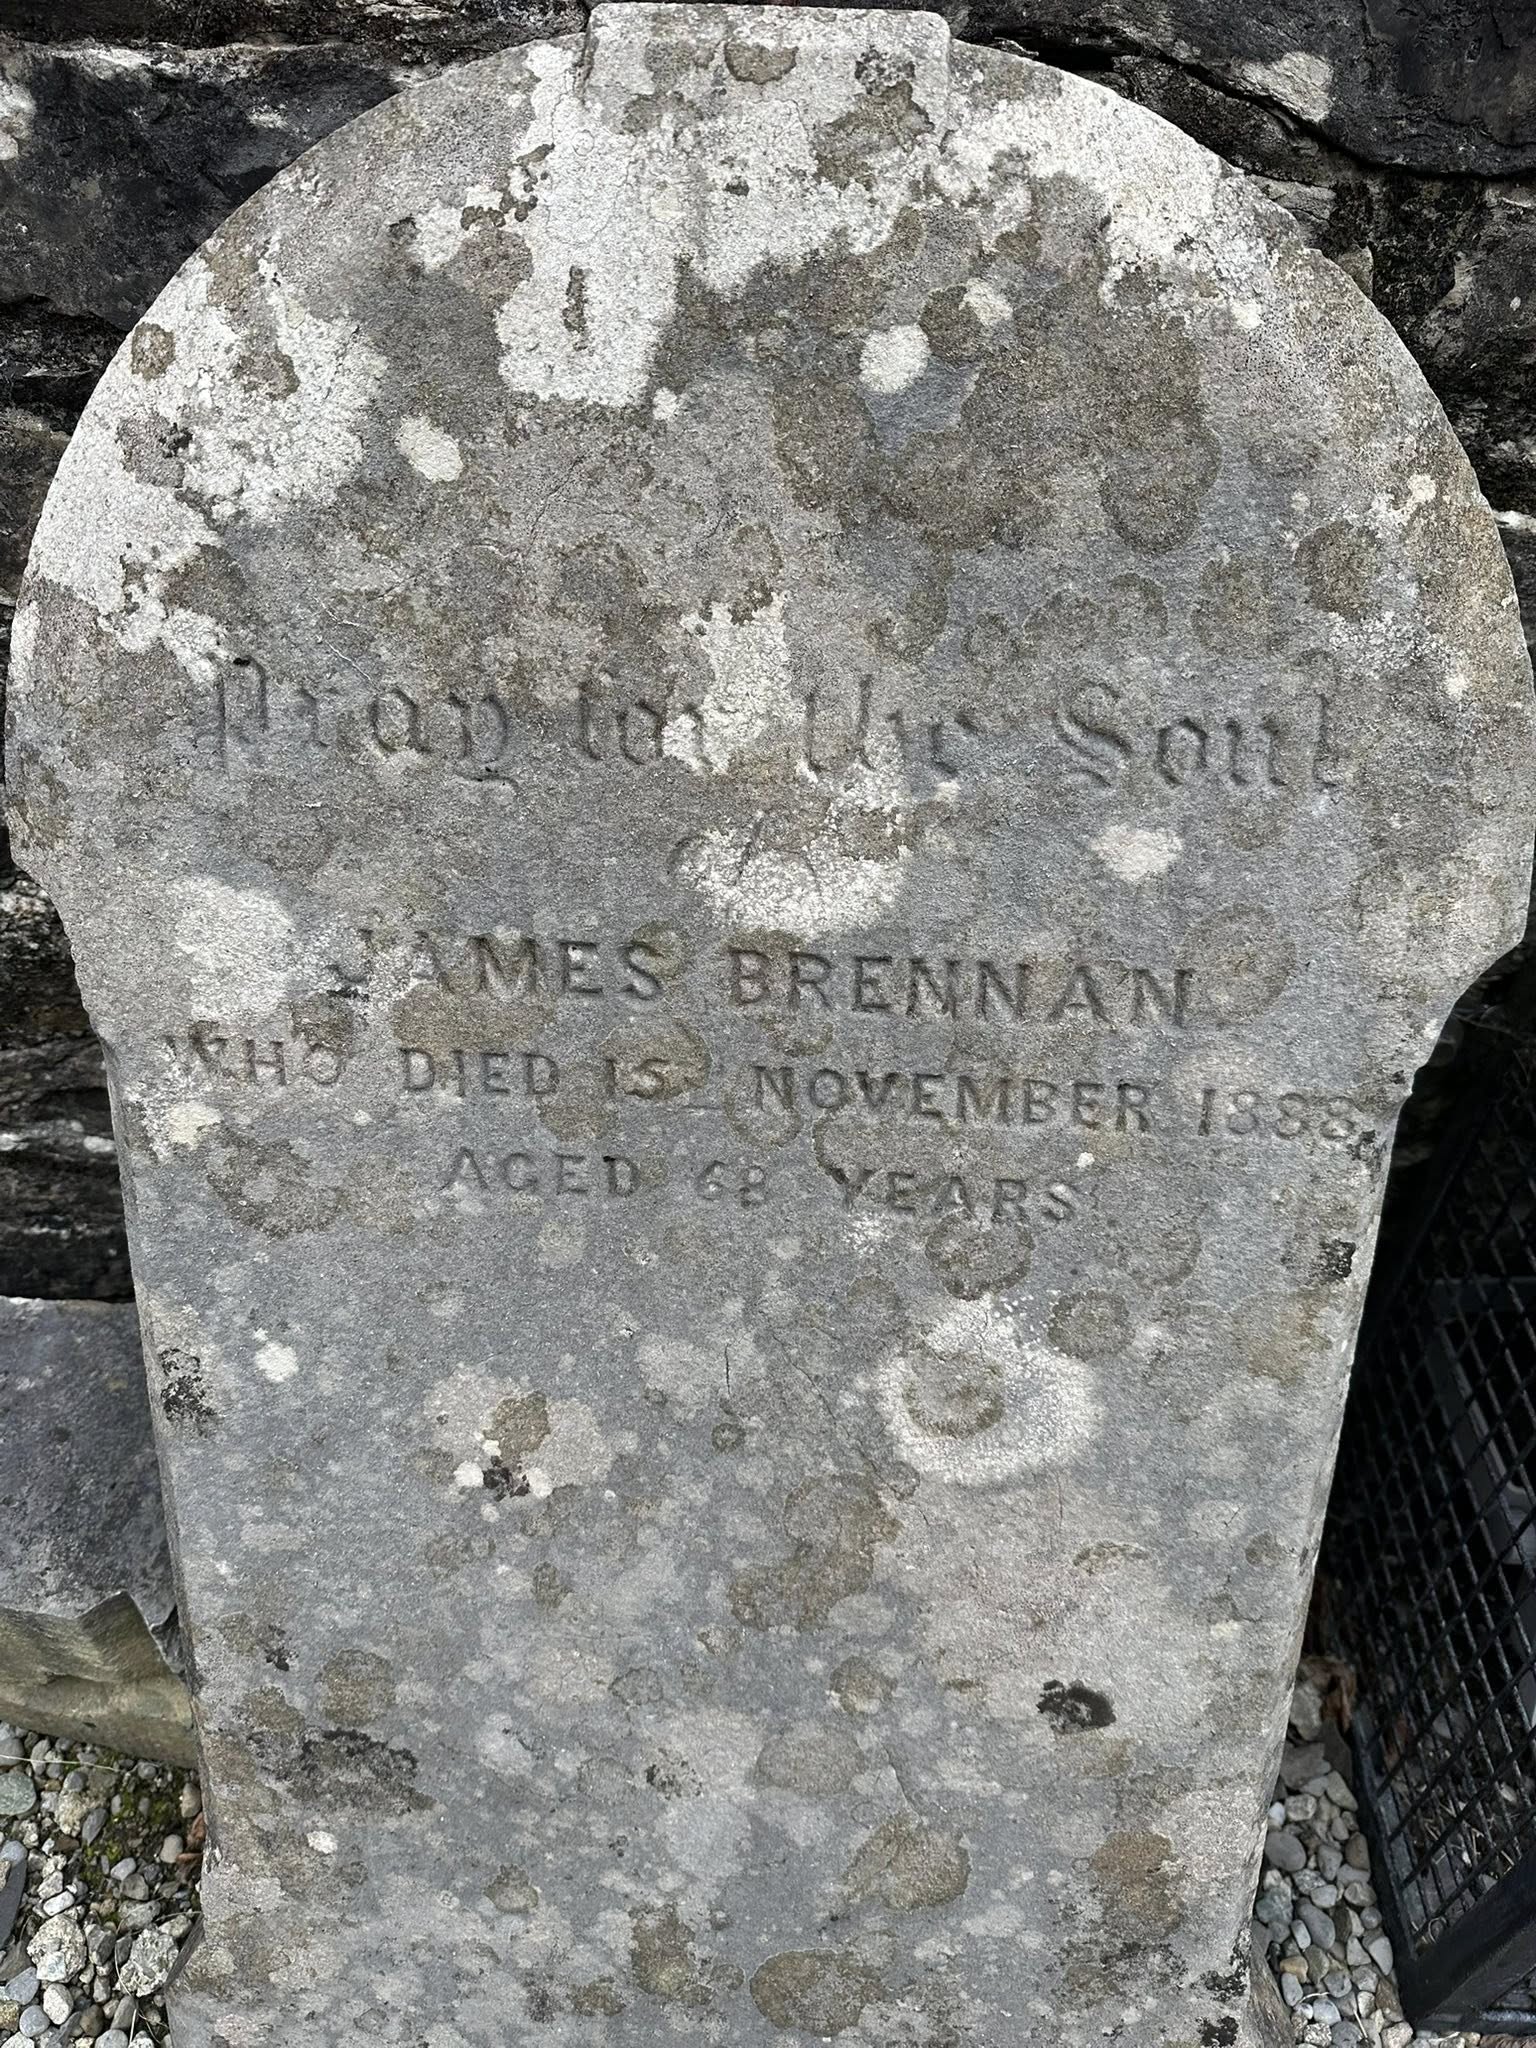 Pray for the Soul
of
JAMES BRENNAN
WHO DIED 15 NOVEMBER 1888
AGED 68 YEARS